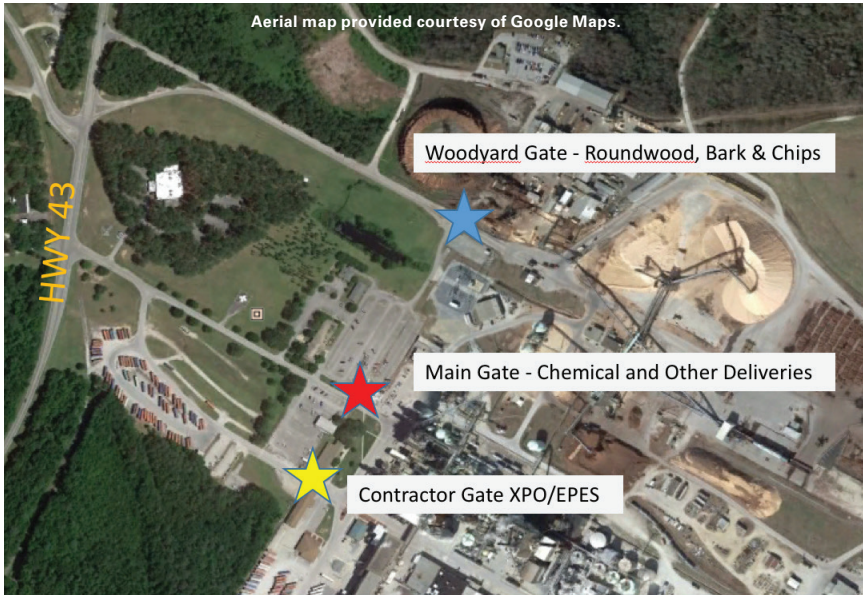 Aerial map provided courtesy of Google Maps.
Woodyard Gate - Roundwood, Bark & Chips
HWY 43
Main Gate - Chemical and Other Deliveries
Contractor Gate XPO/EPES